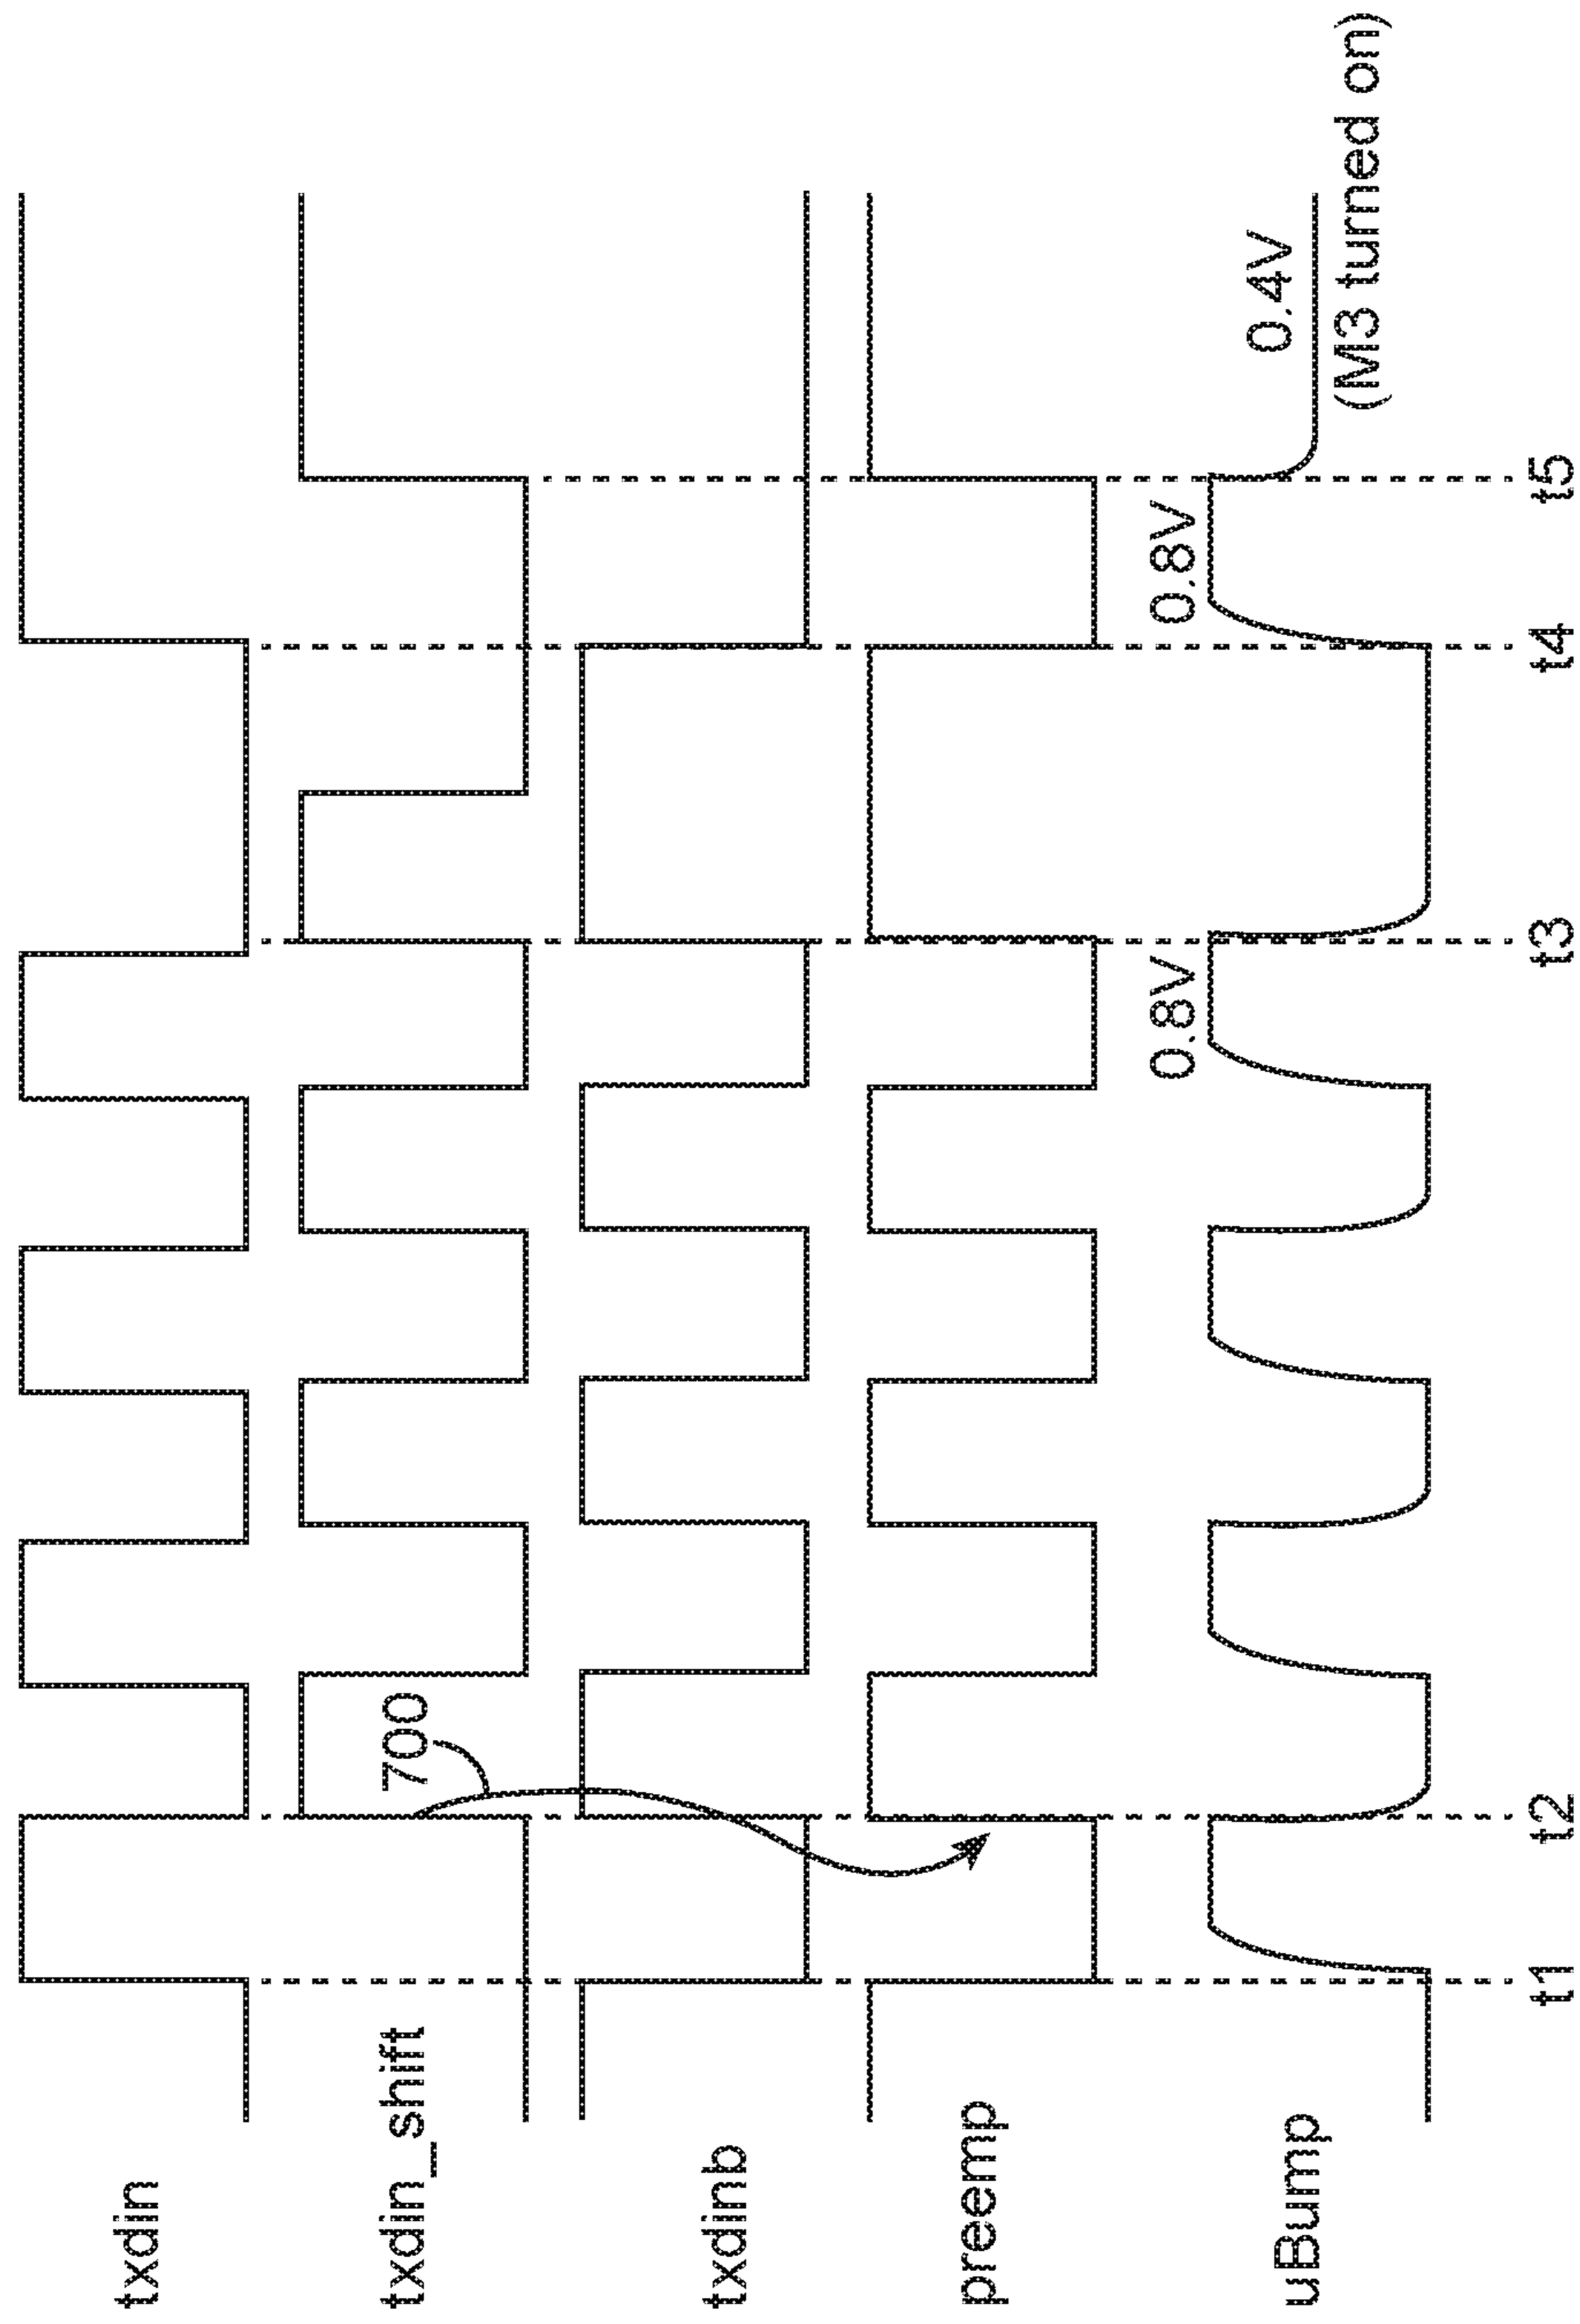 txdin
txdin_shift
700
txdinb
preemp
0.8V
0.8V
uBump
0.4V
(M3 turned on)
t1
t2
t3
t4
t5